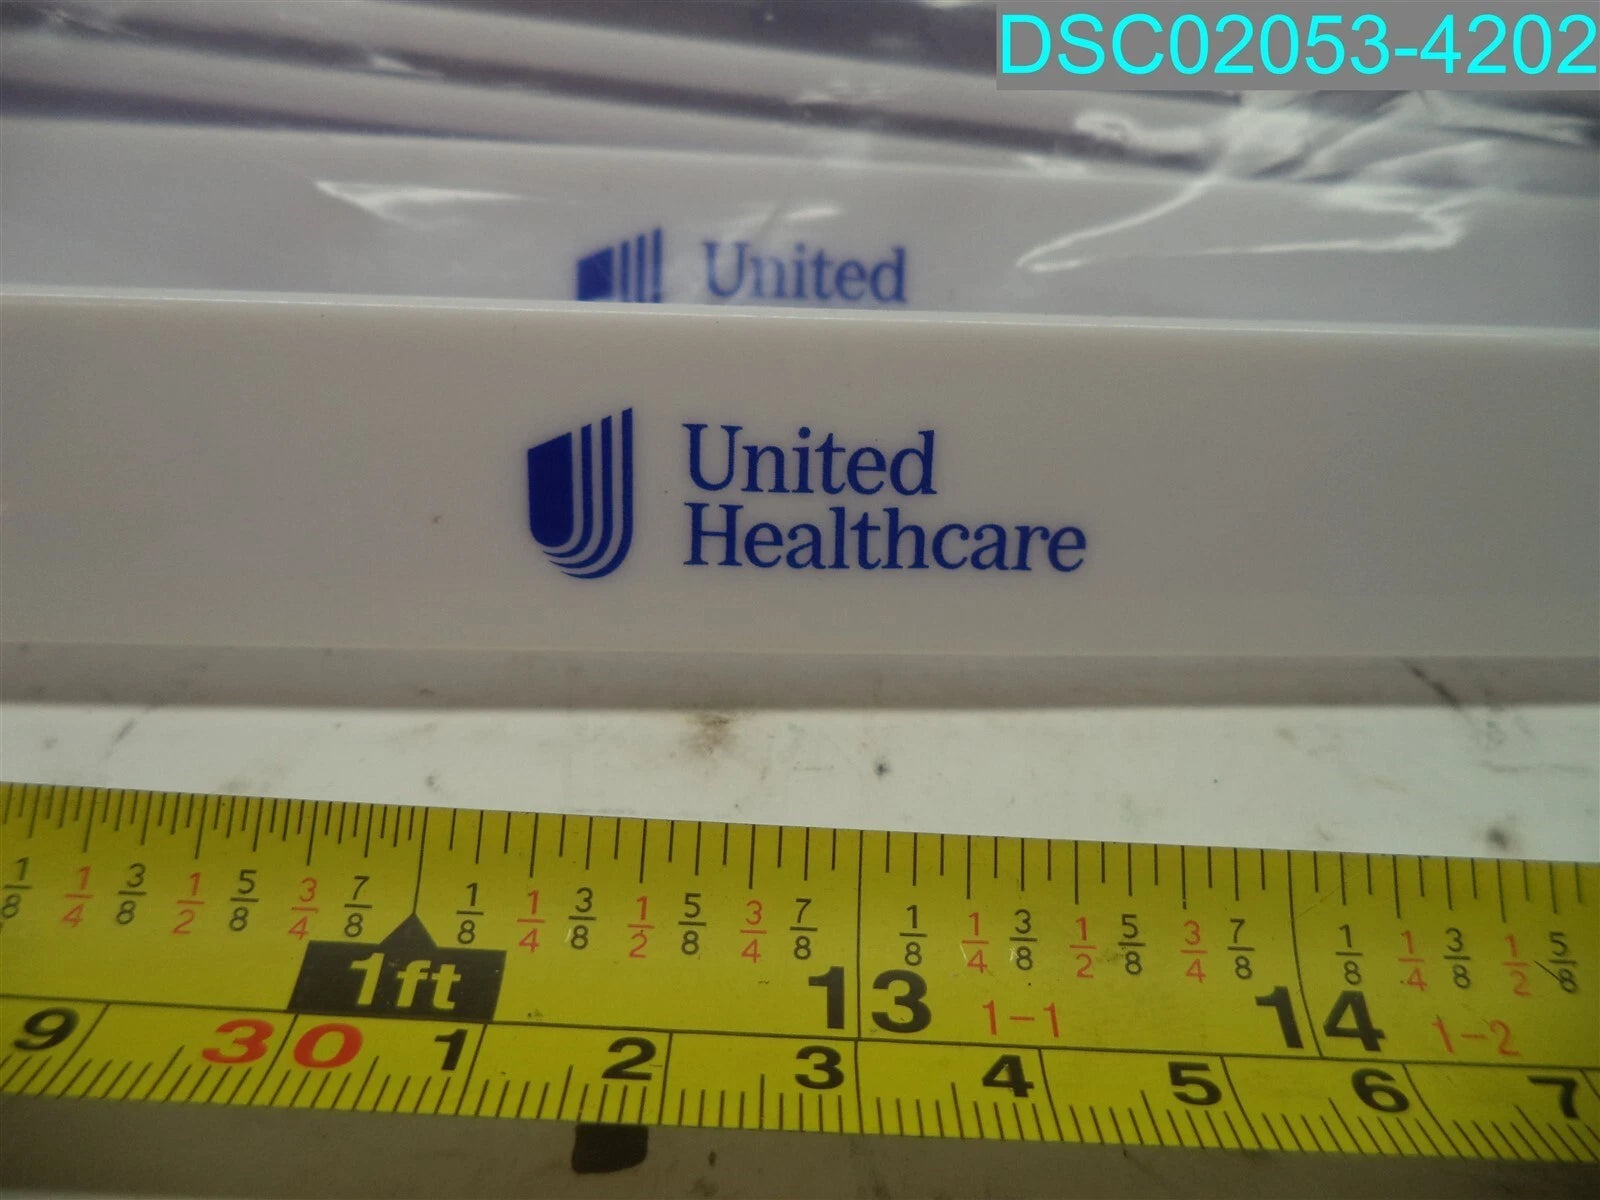 DSC02053-4202
United
United
Healthcare
1/8 1/4 3/8 1/2 5/8 3/4 7/8 1/8 1/4 3/8 1/2 5/8 3/4 7/8 1/8 1/4 3/8 1/2 5/8 3/4 7/8 1/8 1/4 3/8 1/2 5/8
1ft 13 1-1 14 1-2
9 30 1 2 3 4 5 6 7